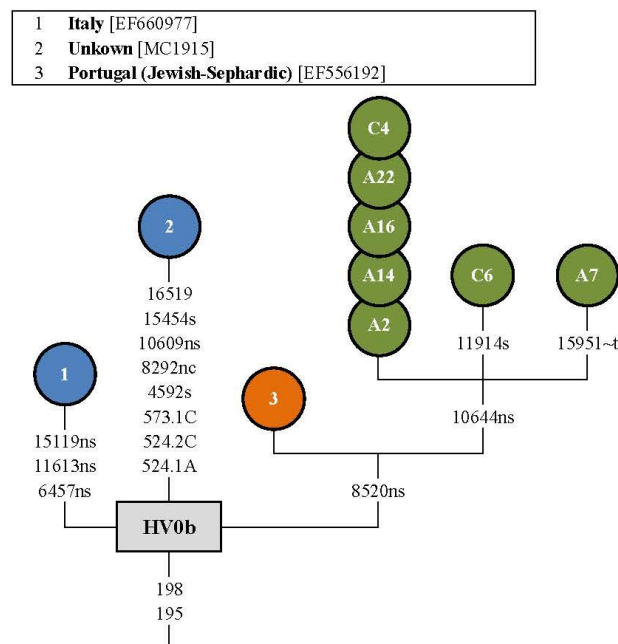 1 Italy [EF660977]
2 Unkown [MC1915]
3 Portugal (Jewish-Sephardic) [EF556192]
C4
A22
A16
A14
A2
C6
A7
2
16519
15454s
10609ns
8292nc
4592s
573.1C
524.2C
524.1A
11914s
15951~t
1
15119ns
11613ns
6457ns
3
10644ns
8520ns
HV0b
198
195